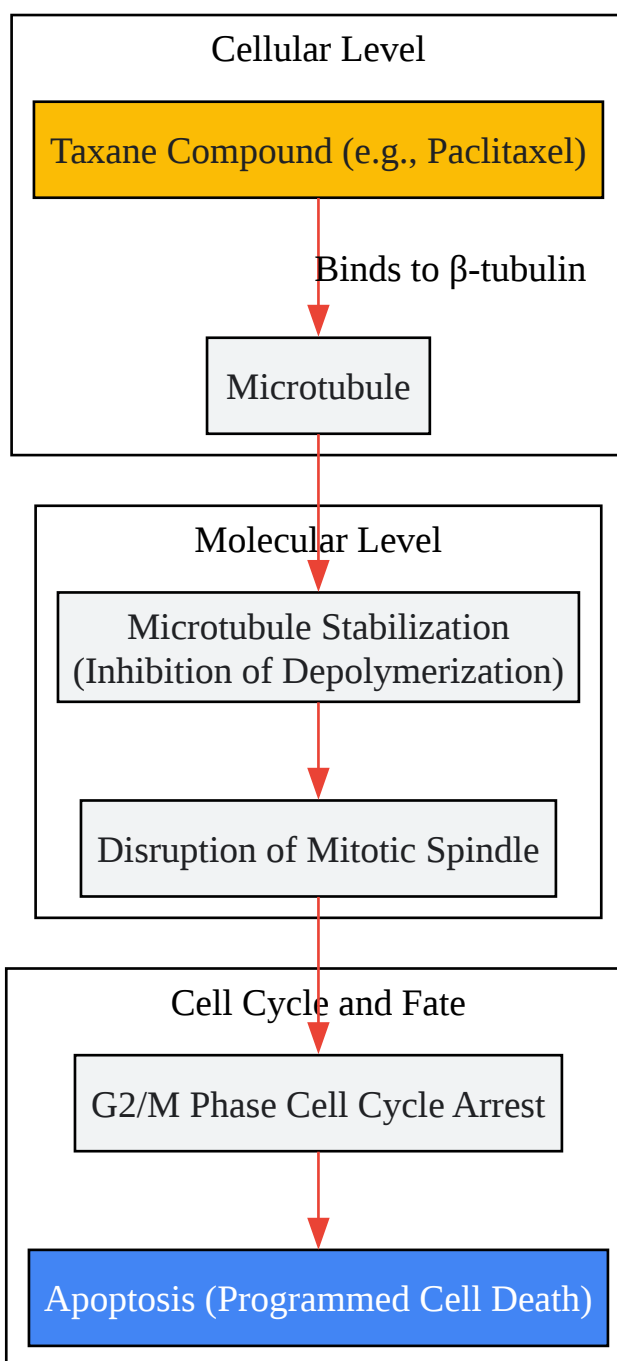 Cellular Level
Taxane Compound (e.g., Paclitaxel)
Binds to β-tubulin
Microtubule
Molecular Level
Microtubule Stabilization
(Inhibition of Depolymerization)
Disruption of Mitotic Spindle
Cell Cycle and Fate
G2/M Phase Cell Cycle Arrest
Apoptosis (Programmed Cell Death)